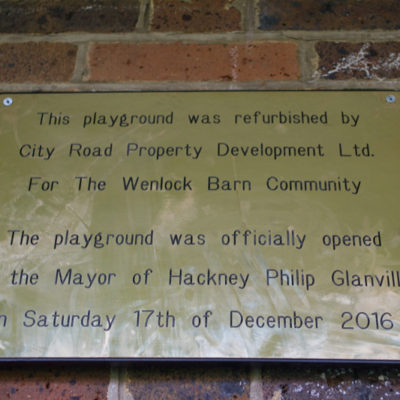 This playground was refurbished by
City Road Property Development Ltd.
For The Wenlock Barn Community
The playground was officially opened
the Mayor of Hackney Philip Glanvill
n Saturday 17th of December 2016